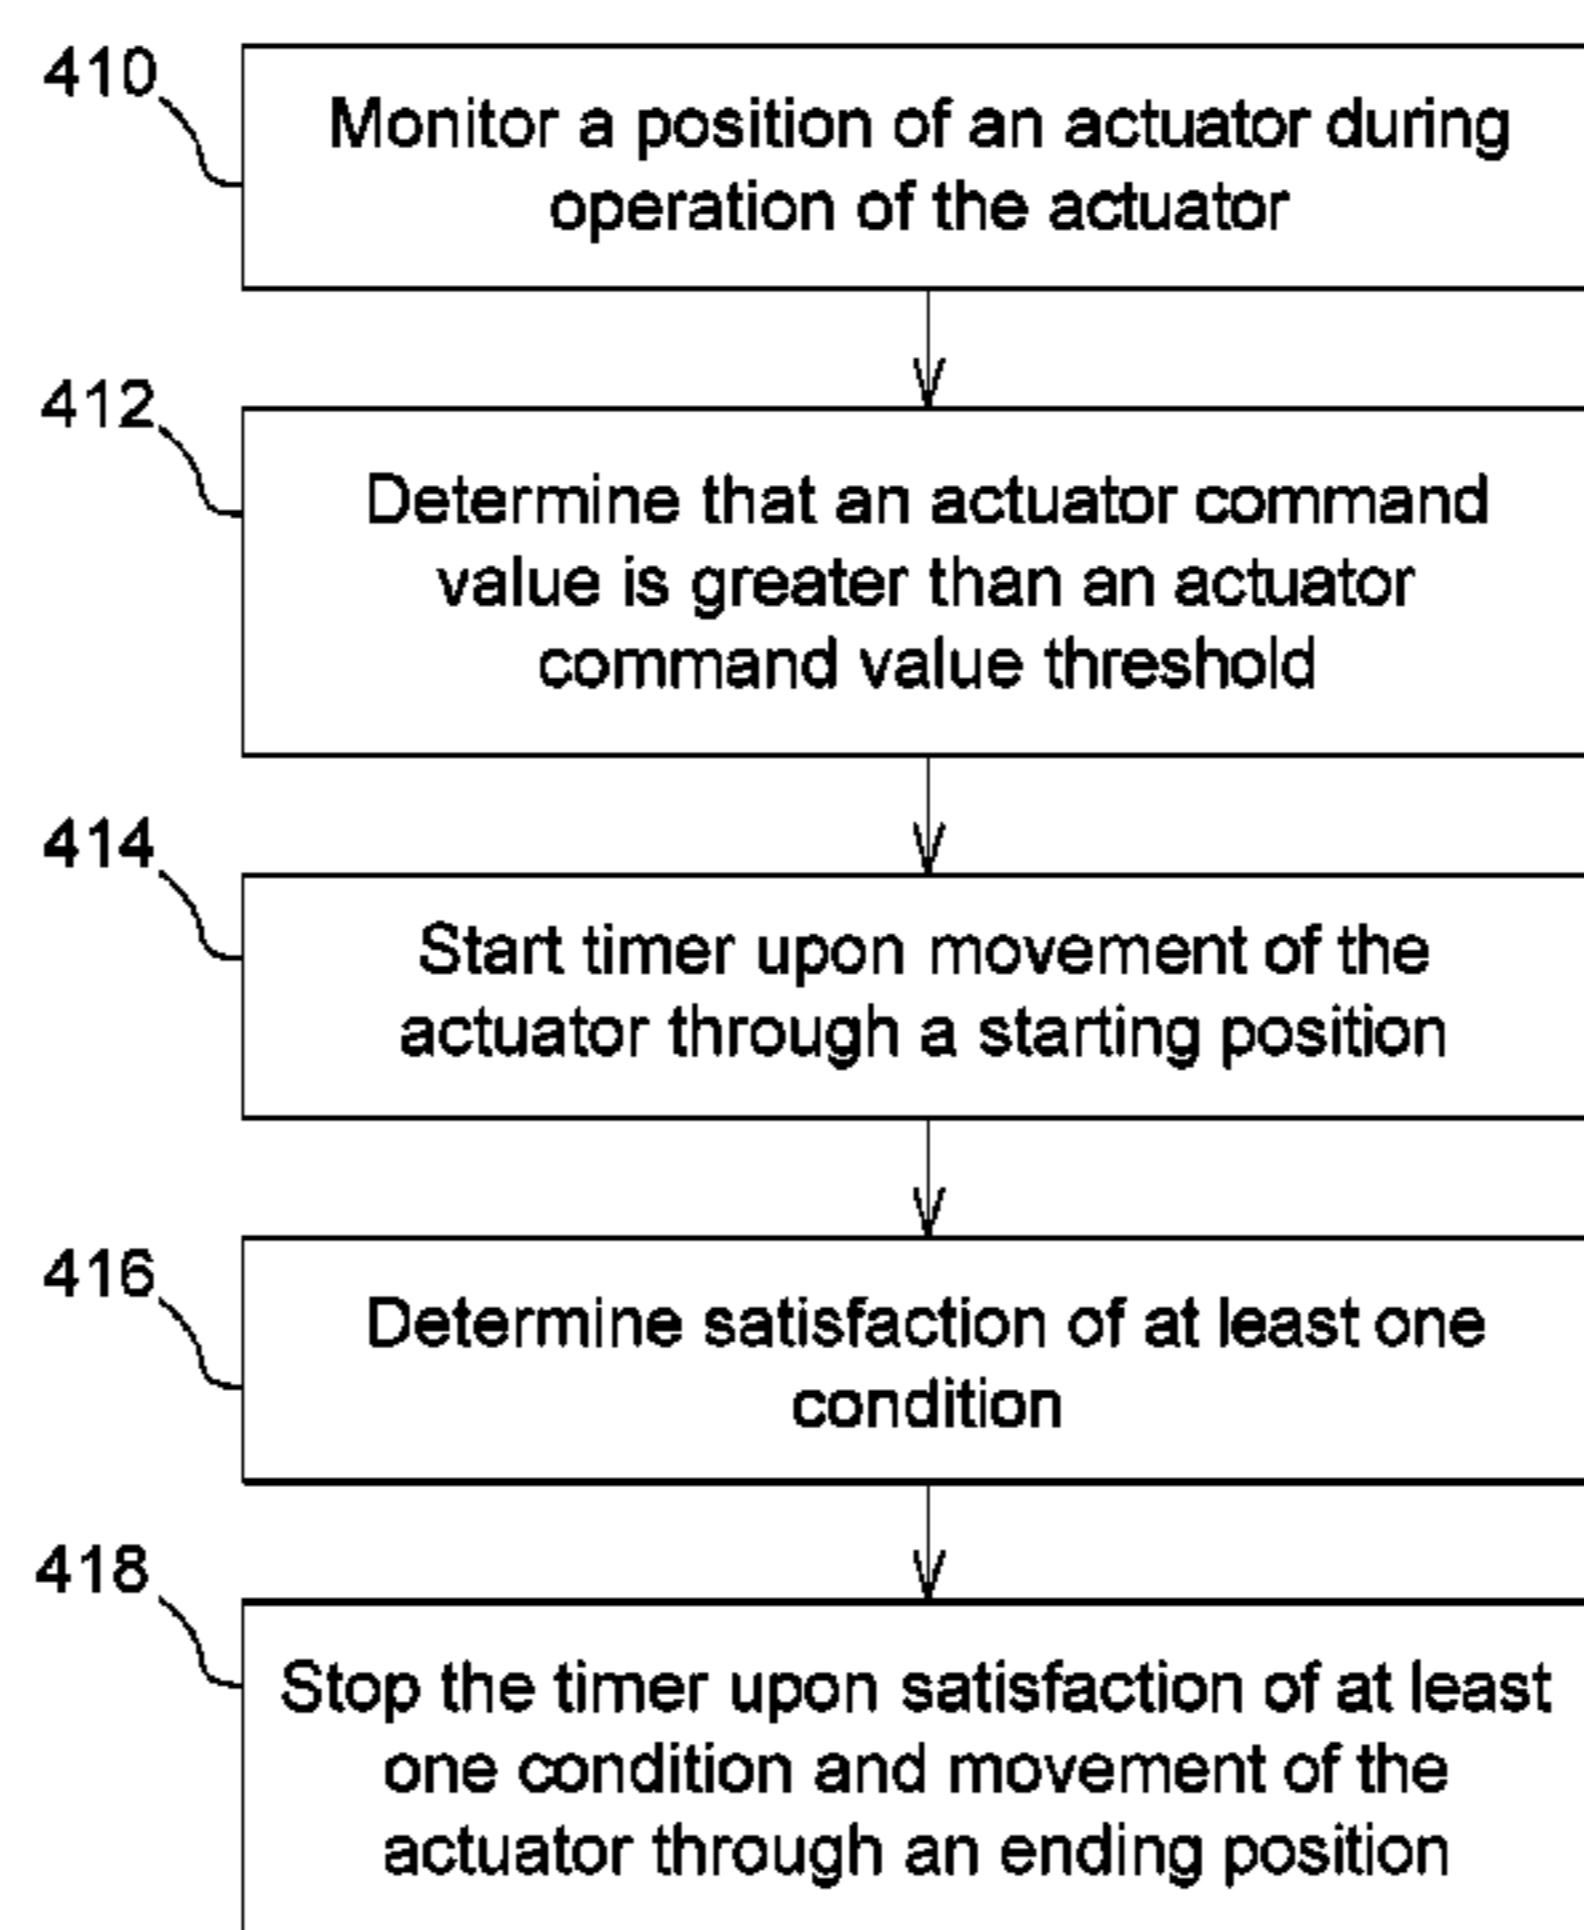 410
Monitor a position of an actuator during
operation of the actuator
412
Determine that an actuator command
value is greater than an actuator
command value threshold
414
Start timer upon movement of the
actuator through a starting position
416
Determine satisfaction of at least one
condition
418
Stop the timer upon satisfaction of at least
one condition and movement of the
actuator through an ending position